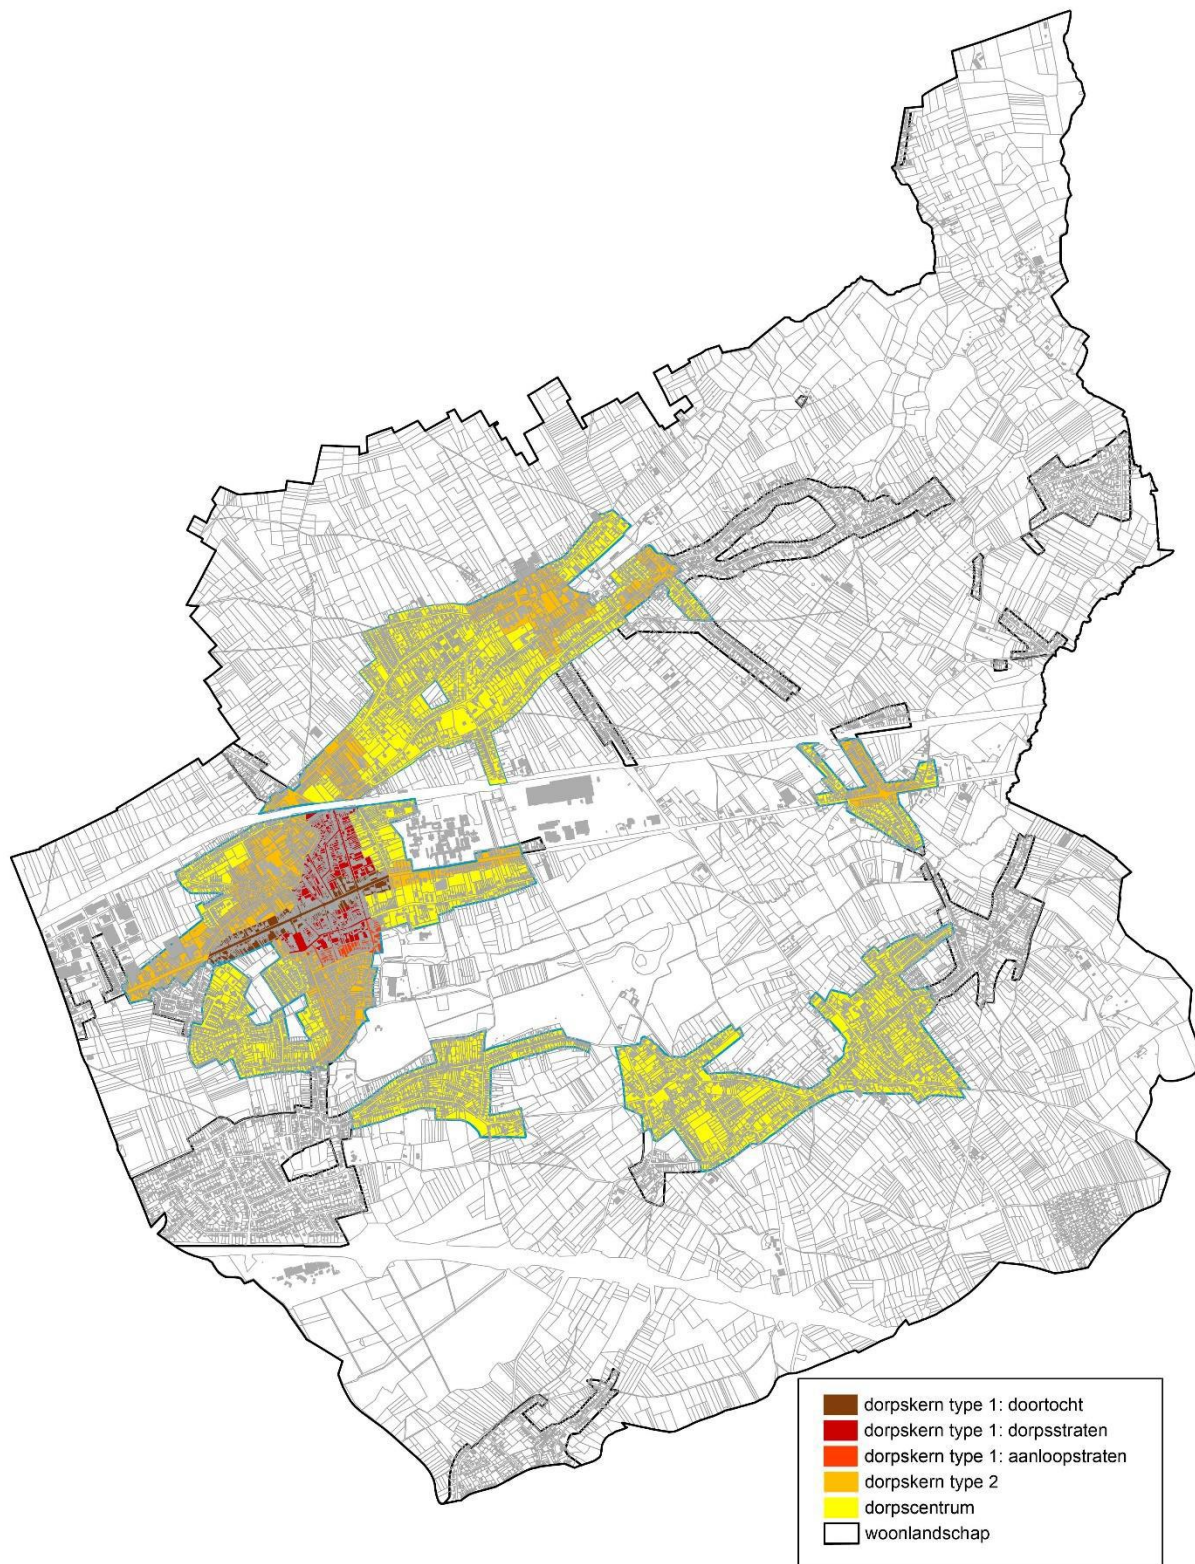 dorpskern type 1: doortocht
dorpskern type 1: dorpsstraten
dorpskern type 1: aanloopstraten
dorpskern type 2
dorpscentrum
woonlandschap